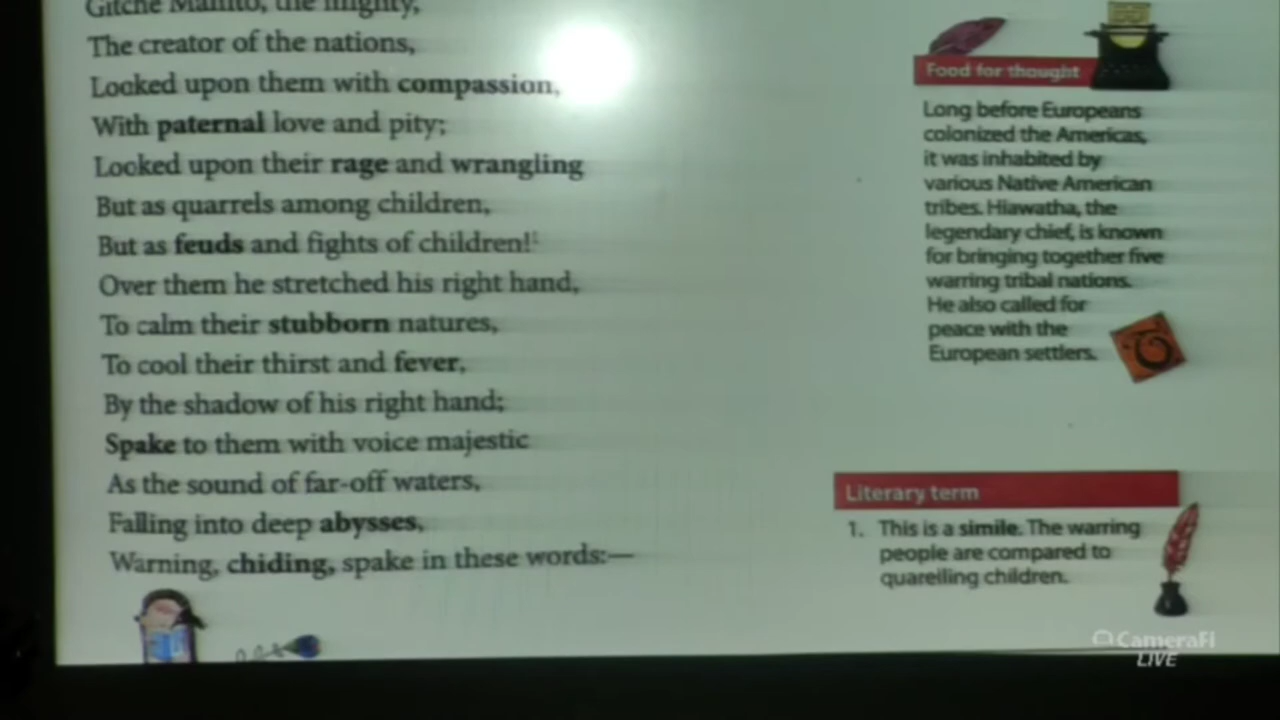 Gitche Manito, the mighty,
The creator of the nations,
Looked upon them with compassion,
With paternal love and pity;
Looked upon their rage and wrangling
But as quarrels among children,
But as feuds and fights of children!¹
Over them he stretched his right hand,
To calm their stubborn natures,
To cool their thirst and fever,
By the shadow of his right hand;
Spake to them with voice majestic
As the sound of far-off waters,
Falling into deep abysses,
Warning, chiding, spake in these words:—
Food for thought
Long before Europeans
colonized the Americas,
it was inhabited by
various Native American
tribes. Hiawatha, the
legendary chief, is known
for bringing together five
warring tribal nations.
He also called for
peace with the
European settlers.
Literary term
1. This is a simile. The warring
people are compared to
quarelling children.
CameraFi
LIVE